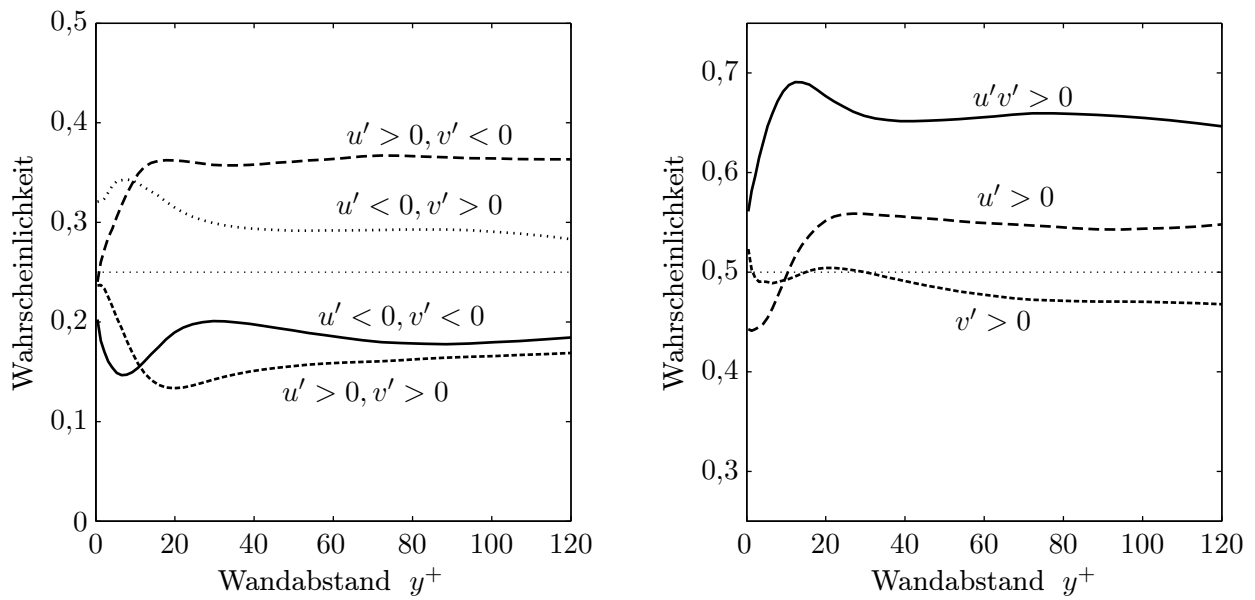 0,5
0,4
0,3
0,2
0,1
0
Wahrscheinlichkeit
u′ > 0, v′ < 0
u′ < 0, v′ > 0
u′ < 0, v′ < 0
u′ > 0, v′ > 0
0 20 40 60 80 100 120
Wandabstand y⁺
0,7
0,6
0,5
0,4
0,3
Wahrscheinlichkeit
u′v′ > 0
u′ > 0
v′ > 0
0 20 40 60 80 100 120
Wandabstand y⁺